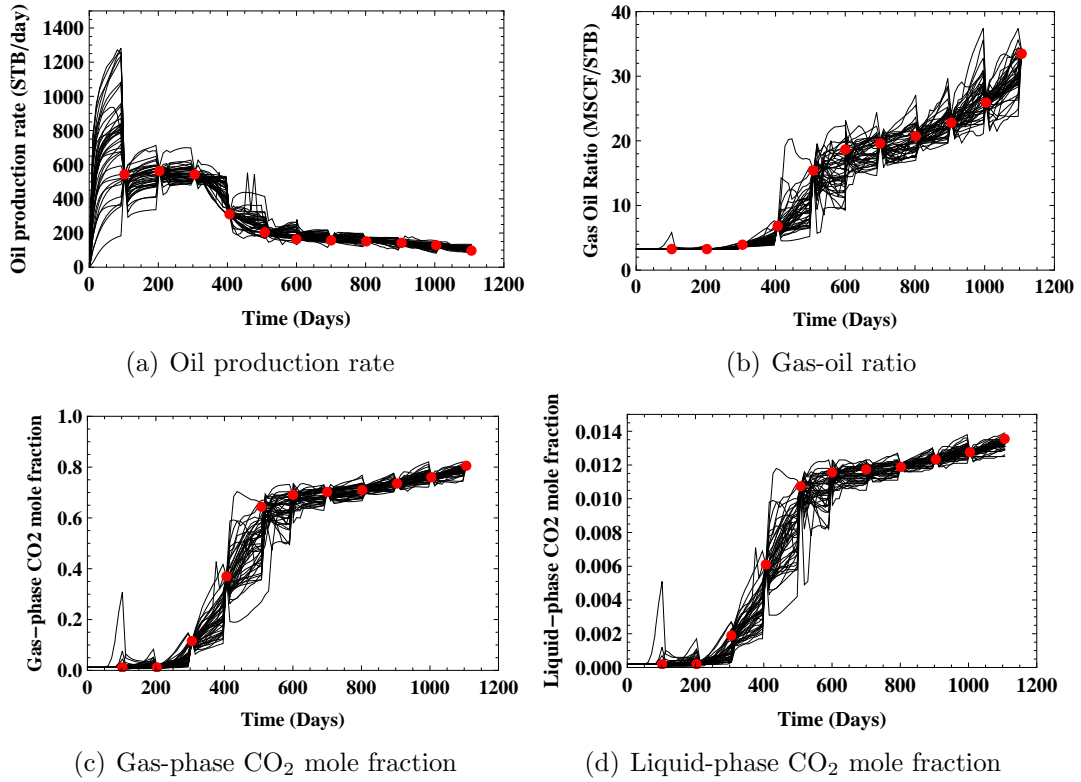 Oil production rate (STB/day)
1400
1200
1000
800
600
400
200
0
0 200 400 600 800 1000 1200
Time (Days)
(a) Oil production rate
Gas Oil Ratio (MSCF/STB)
40
30
20
10
0
0 200 400 600 800 1000 1200
Time (Days)
(b) Gas-oil ratio
Gas-phase CO2 mole fraction
1.0
0.8
0.6
0.4
0.2
0.0
0 200 400 600 800 1000 1200
Time (Days)
(c) Gas-phase CO₂ mole fraction
Liquid-phase CO2 mole fraction
0.014
0.012
0.010
0.008
0.006
0.004
0.002
0.000
0 200 400 600 800 1000 1200
Time (Days)
(d) Liquid-phase CO₂ mole fraction